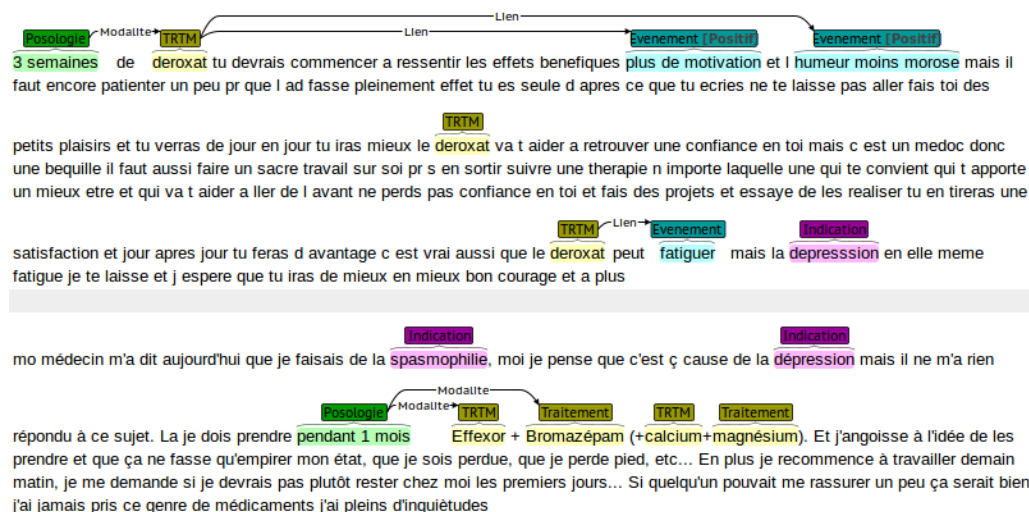 Lien
Posologie Modalite TRTM Lien Evenement [Positif] Evenement [Positif]
3 semaines de deroxat tu devrais commencer a ressentir les effets benefiques plus de motivation et l humeur moins morose mais il
faut encore patienter un peu pr que l ad fasse pleinement effet tu es seule d apres ce que tu ecries ne te laisse pas aller fais toi des
TRTM
petits plaisirs et tu verras de jour en jour tu iras mieux le deroxat va t aider a retrouver une confiance en toi mais c est un medoc donc
une bequille il faut aussi faire un sacre travail sur soi pr s en sortir suivre une therapie n importe laquelle une qui te convient qui t apporte
un mieux etre et qui va t aider a ller de l avant ne perds pas confiance en toi et fais des projets et essaye de les realiser tu en tireras une
TRTM Lien Evenement Indication
satisfaction et jour apres jour tu feras d avantage c est vrai aussi que le deroxat peut fatiguer mais la depresssion en elle meme
fatigue je te laisse et j espere que tu iras de mieux en mieux bon courage et a plus
Indication Indication
mo médecin m'a dit aujourd'hui que je faisais de la spasmophilie, moi je pense que c'est ç cause de la dépression mais il ne m'a rien
Modalite
Posologie Modalite TRTM Traitement TRTM Traitement
répondu à ce sujet. La je dois prendre pendant 1 mois Effexor + Bromazépam (+calcium+magnésium). Et j'angoisse à l'idée de les
prendre et que ça ne fasse qu'empirer mon état, que je sois perdue, que je perde pied, etc... En plus je recommence à travailler demain
matin, je me demande si je devrais pas plutôt rester chez moi les premiers jours... Si quelqu'un pouvait me rassurer un peu ça serait bien
j'ai jamais pris ce genre de médicaments j'ai pleins d'inquiètudes